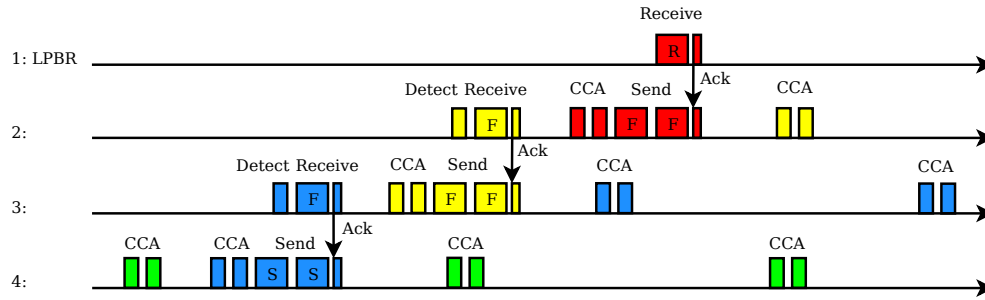 Receive
1: LPBR
R
Ack
Detect Receive
CCA
Send
CCA
2:
F
F
F
Ack
Detect Receive
CCA
Send
CCA
CCA
3:
F
F
F
Ack
CCA
CCA
Send
CCA
CCA
4:
S
S